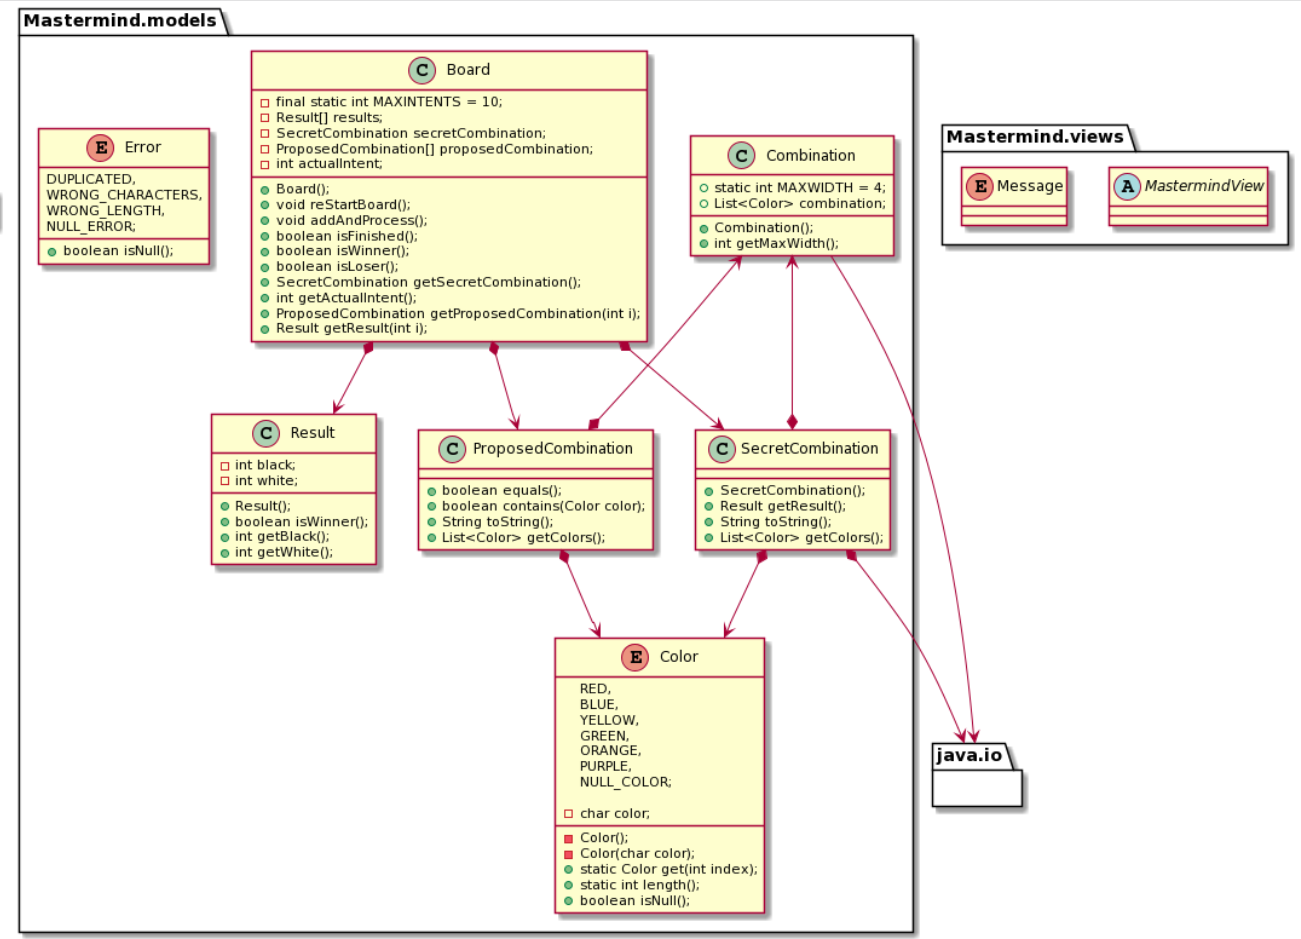 Mastermind.models
C Board
final static int MAXINTENTS = 10;
Result[] results;
SecretCombination secretCombination;
ProposedCombination[] proposedCombination;
int actualIntent;
Board();
void reStartBoard();
void addAndProcess();
boolean isFinished();
boolean isWinner();
boolean isLoser();
SecretCombination getSecretCombination();
int getActualIntent();
ProposedCombination getProposedCombination(int i);
Result getResult(int i);
E Error
DUPLICATED,
WRONG_CHARACTERS,
WRONG_LENGTH,
NULL_ERROR;
boolean isNull();
C Combination
static int MAXWIDTH = 4;
List<Color> combination;
Combination();
int getMaxWidth();
Mastermind.views
E Message
A MastermindView
C Result
int black;
int white;
Result();
boolean isWinner();
int getBlack();
int getWhite();
C ProposedCombination
boolean equals();
boolean contains(Color color);
String toString();
List<Color> getColors();
C SecretCombination
SecretCombination();
Result getResult();
String toString();
List<Color> getColors();
E Color
RED,
BLUE,
YELLOW,
GREEN,
ORANGE,
PURPLE,
NULL_COLOR;
char color;
Color();
Color(char color);
static Color get(int index);
static int length();
boolean isNull();
java.io